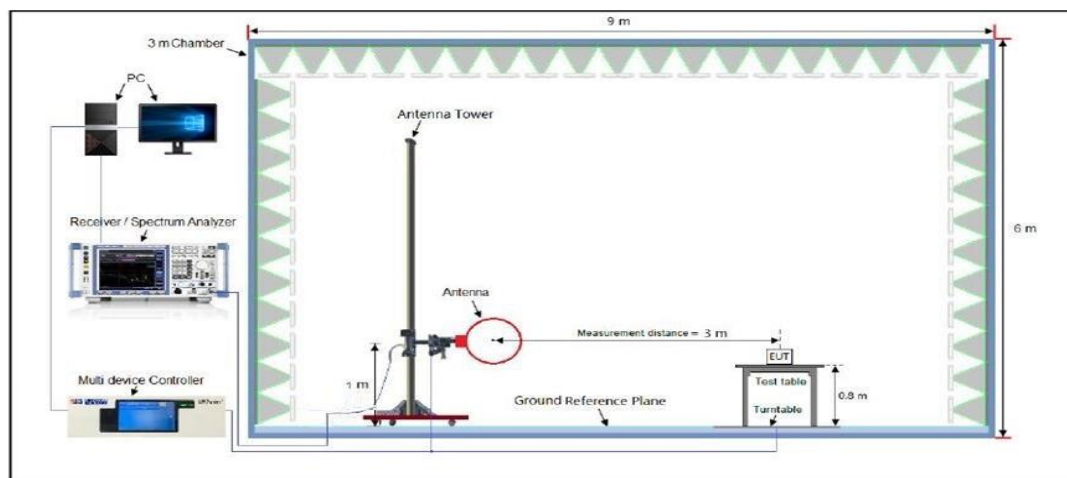 9 m
3 m Chamber
PC
Antenna Tower
Receiver / Spectrum Analyzer
6 m
Antenna
Measurement distance = 3 m
EUT
Multi device Controller
1 m
Test table
0.8 m
Ground Reference Plane
Turntable